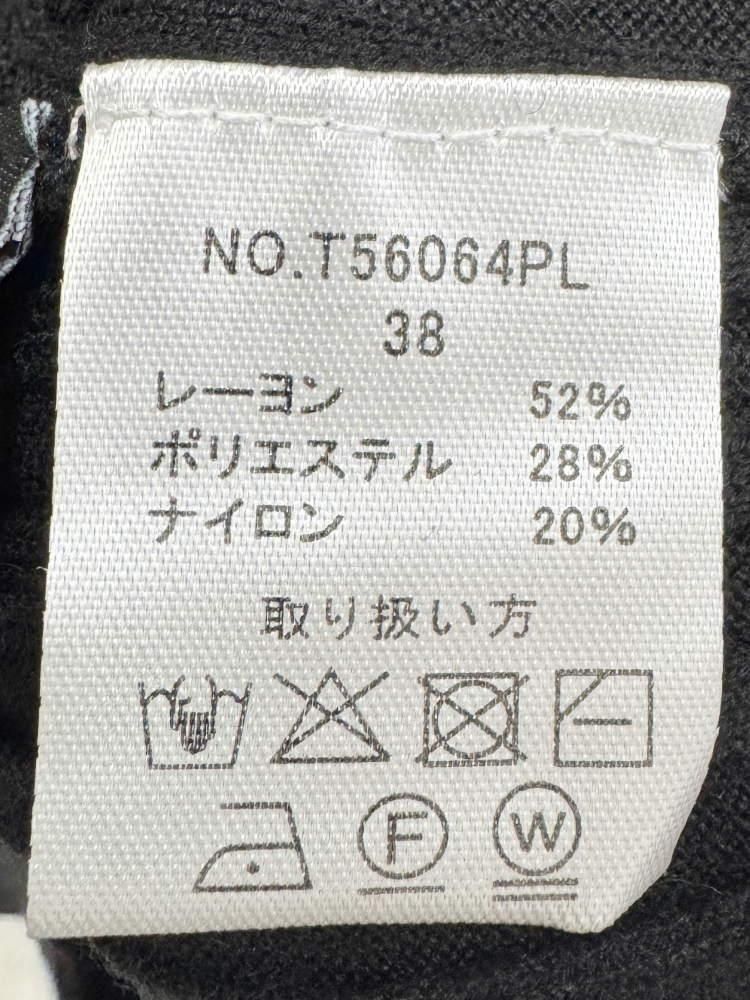 NO.T56064PL
38
レーヨン 52%
ポリエステル 28%
ナイロン 20%
取り扱い方
F W